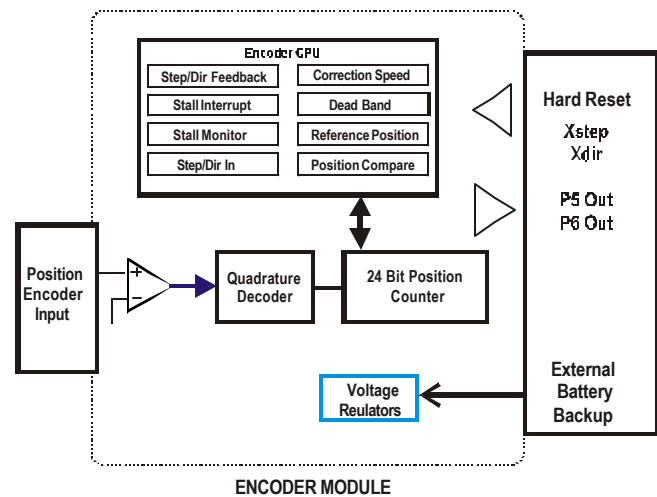 Encoder CPU
Step/Dir Feedback
Correction Speed
Stall Interrupt
Dead Band
Stall Monitor
Reference Position
Step/Dir In
Position Compare
Hard Reset
Xstep
Xdir
P5 Out
P6 Out
Position
Encoder
Input
+
−
Quadrature
Decoder
24 Bit Position
Counter
Voltage
Reulators
External
Battery
Backup
ENCODER MODULE